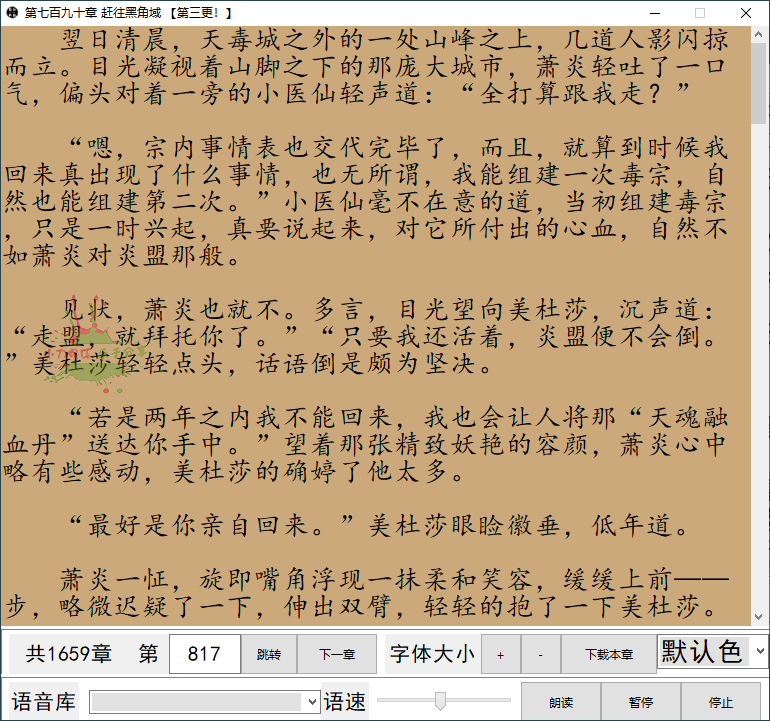 第七百九十章 赶往黑角域 【第三更！】
翌日清晨，天毒城之外的一处山峰之上，几道人影闪掠
而立。目光凝视着山脚之下的那庞大城市，萧炎轻吐了一口
气，偏头对着一旁的小医仙轻声道：“全打算跟我走？”
“嗯，宗内事情表也交代完毕了，而且，就算到时候我
回来真出现了什么事情，也无所谓，我能组建一次毒宗，自
然也能组建第二次。”小医仙毫不在意的道，当初组建毒宗
，只是一时兴起，真要说起来，对它所付出的心血，自然不
如萧炎对炎盟那般。
见状，萧炎也就不。多言，目光望向美杜莎，沉声道：
“走盟，就拜托你了。”“只要我还活着，炎盟便不会倒。
”美杜莎轻轻点头，话语倒是颇为坚决。
“若是两年之内我不能回来，我也会让人将那“天魂融
血丹”送达你手中。”望着那张精致妖艳的容颜，萧炎心中
略有些感动，美杜莎的确婷了他太多。
“最好是你亲自回来。”美杜莎眼睑徽垂，低年道。
萧炎一怔，旋即嘴角浮现一抹柔和笑容，缓缓上前——
步，略微迟疑了一下，伸出双臂，轻轻的抱了一下美杜莎。
共1659章 第 817 跳转 下一章 字体大小 + - 下载本章 默认色
语音库 语速 朗读 暂停 停止